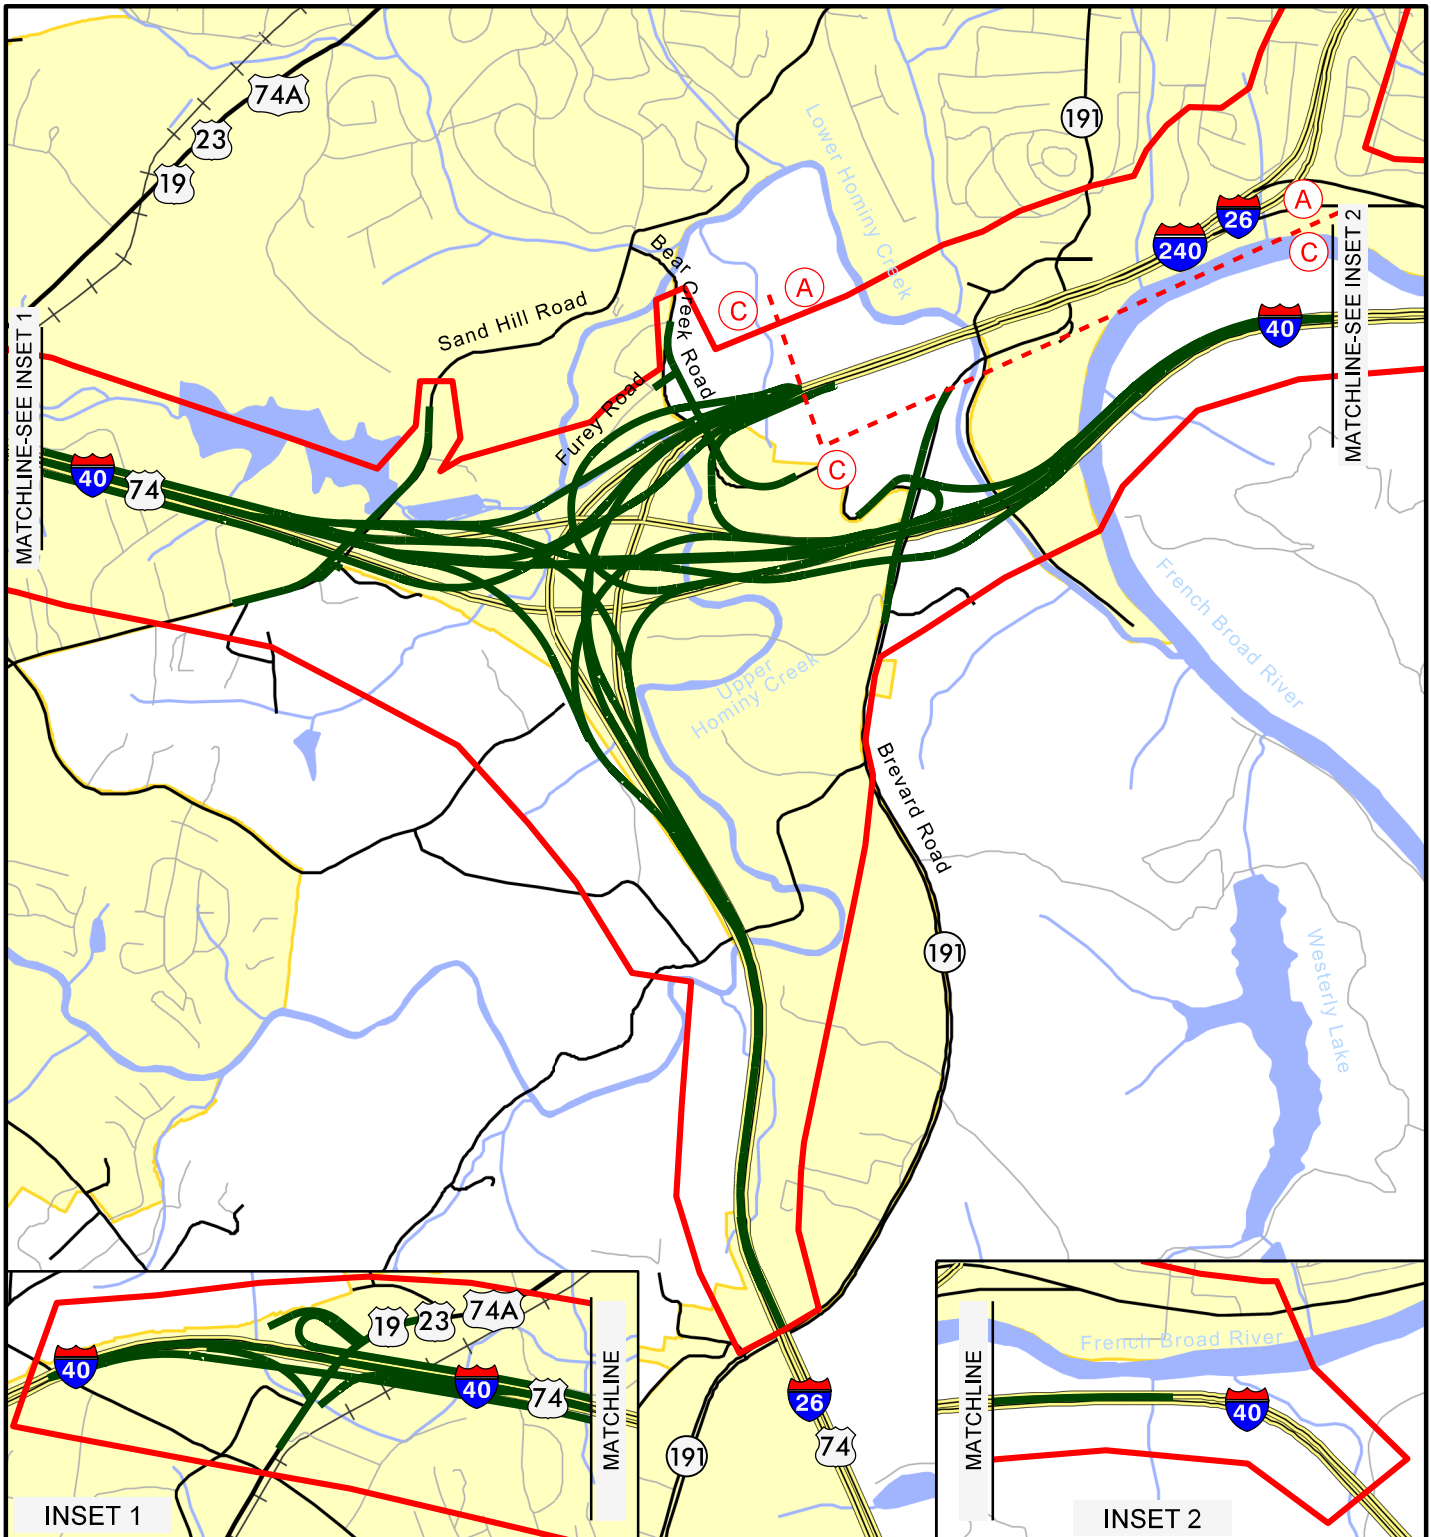 74A
23
19
191
Lower Hominy Creek
A
26
240
C
MATCHLINE-SEE INSET 2
Bear Creek Road
A
C
40
Sand Hill Road
MATCHLINE-SEE INSET 1
Furey Road
C
40
74
French Broad River
Upper
Hominy Creek
Brevard Road
191
Westerly Lake
19
23
74A
40
40
74
MATCHLINE
INSET 1
26
74
191
French Broad River
MATCHLINE
40
INSET 2